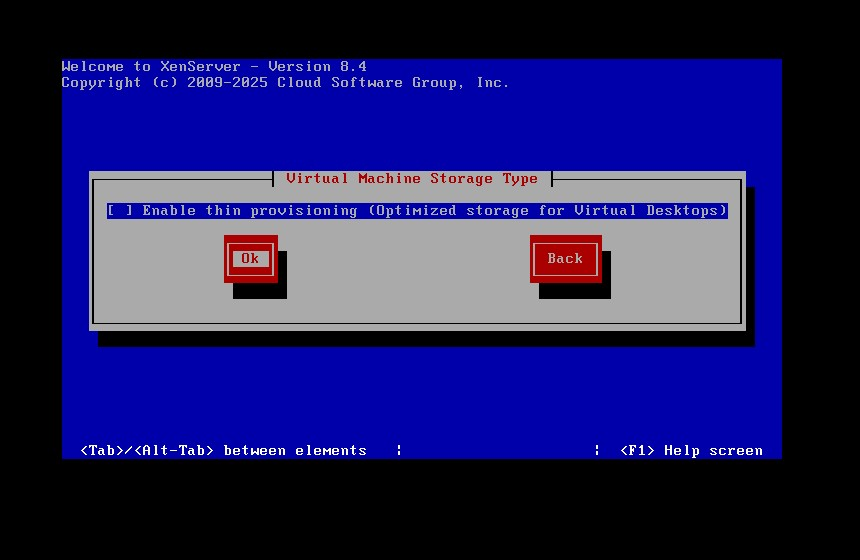 Welcome to XenServer - Version 8.4
Copyright (c) 2009-2025 Cloud Software Group, Inc.
Virtual Machine Storage Type
[ ] Enable thin provisioning (Optimized storage for Virtual Desktops)
Ok Back
<Tab>/<Alt-Tab> between elements ¦ ¦ <F1> Help screen